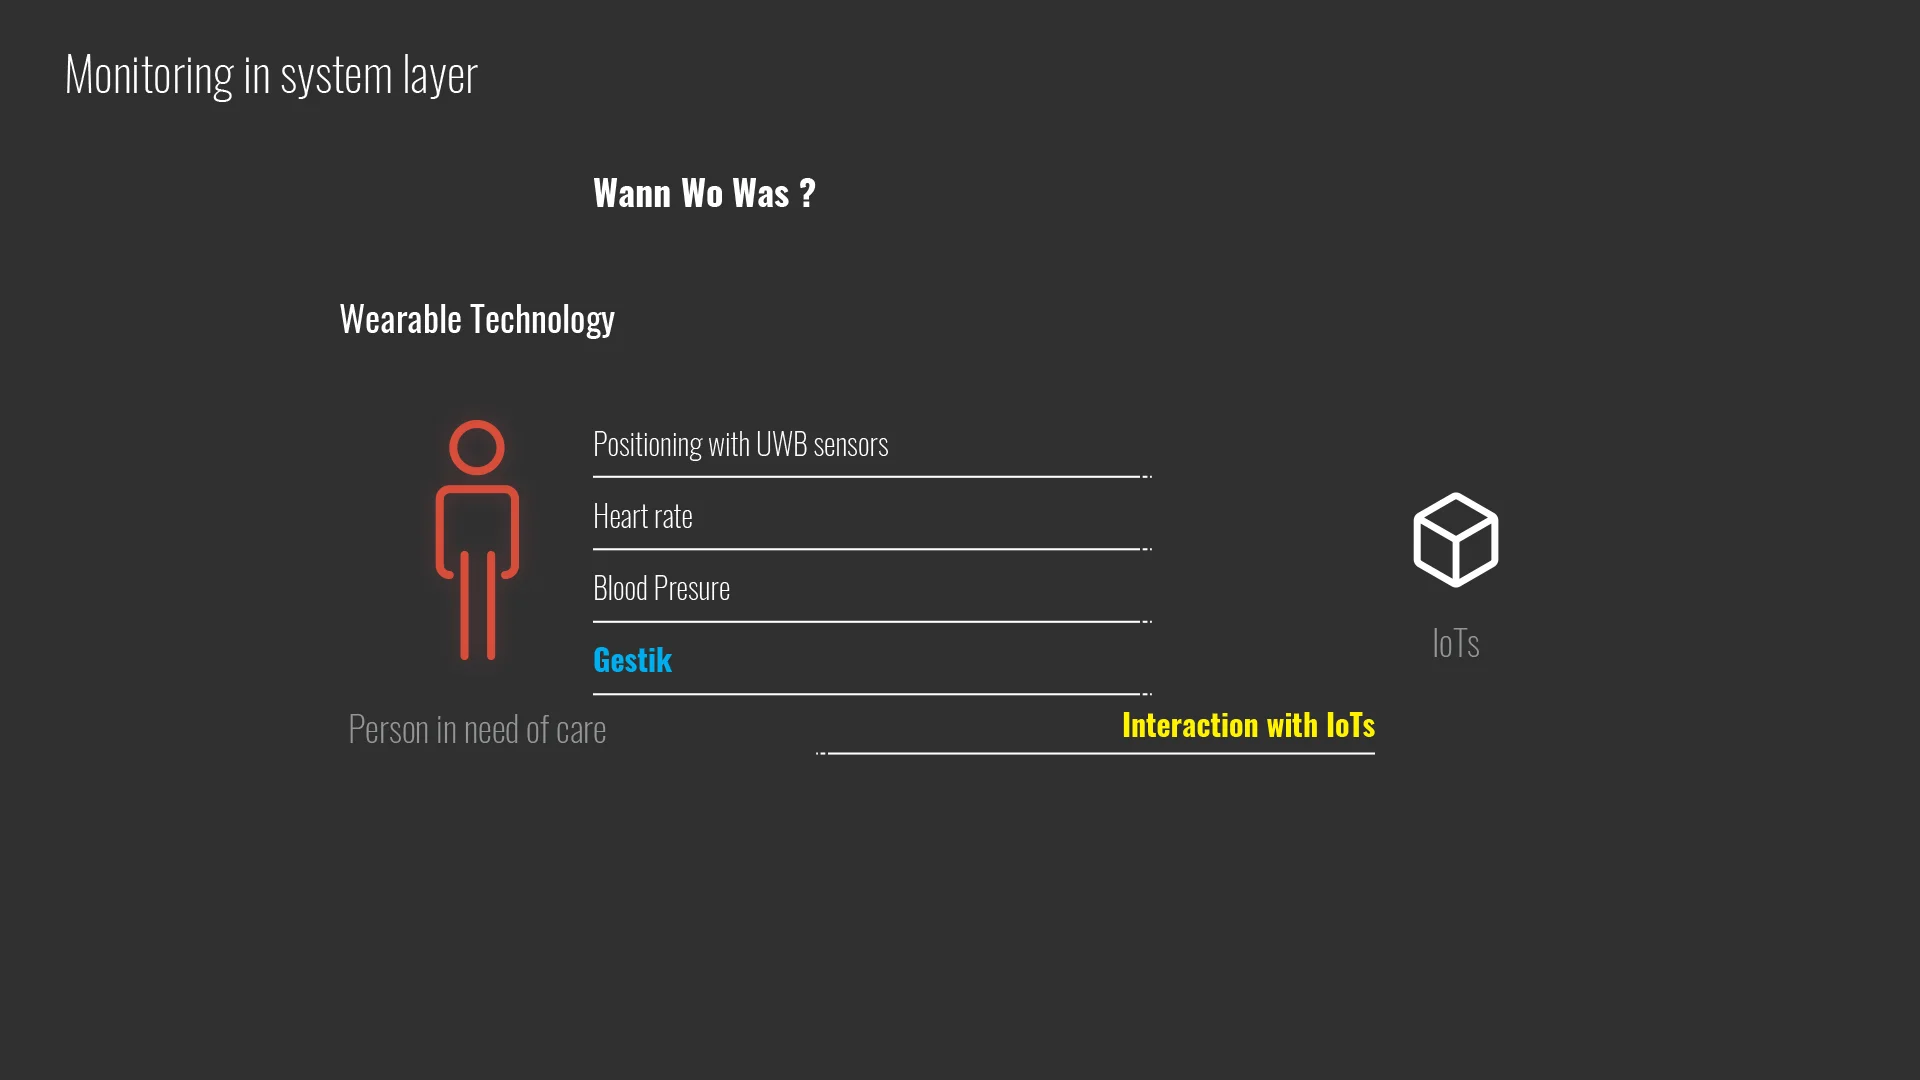 Monitoring in system layer
Wann Wo Was ?
Wearable Technology
Positioning with UWB sensors
Heart rate
Blood Presure
Gestik
IoTs
Person in need of care
Interaction with IoTs